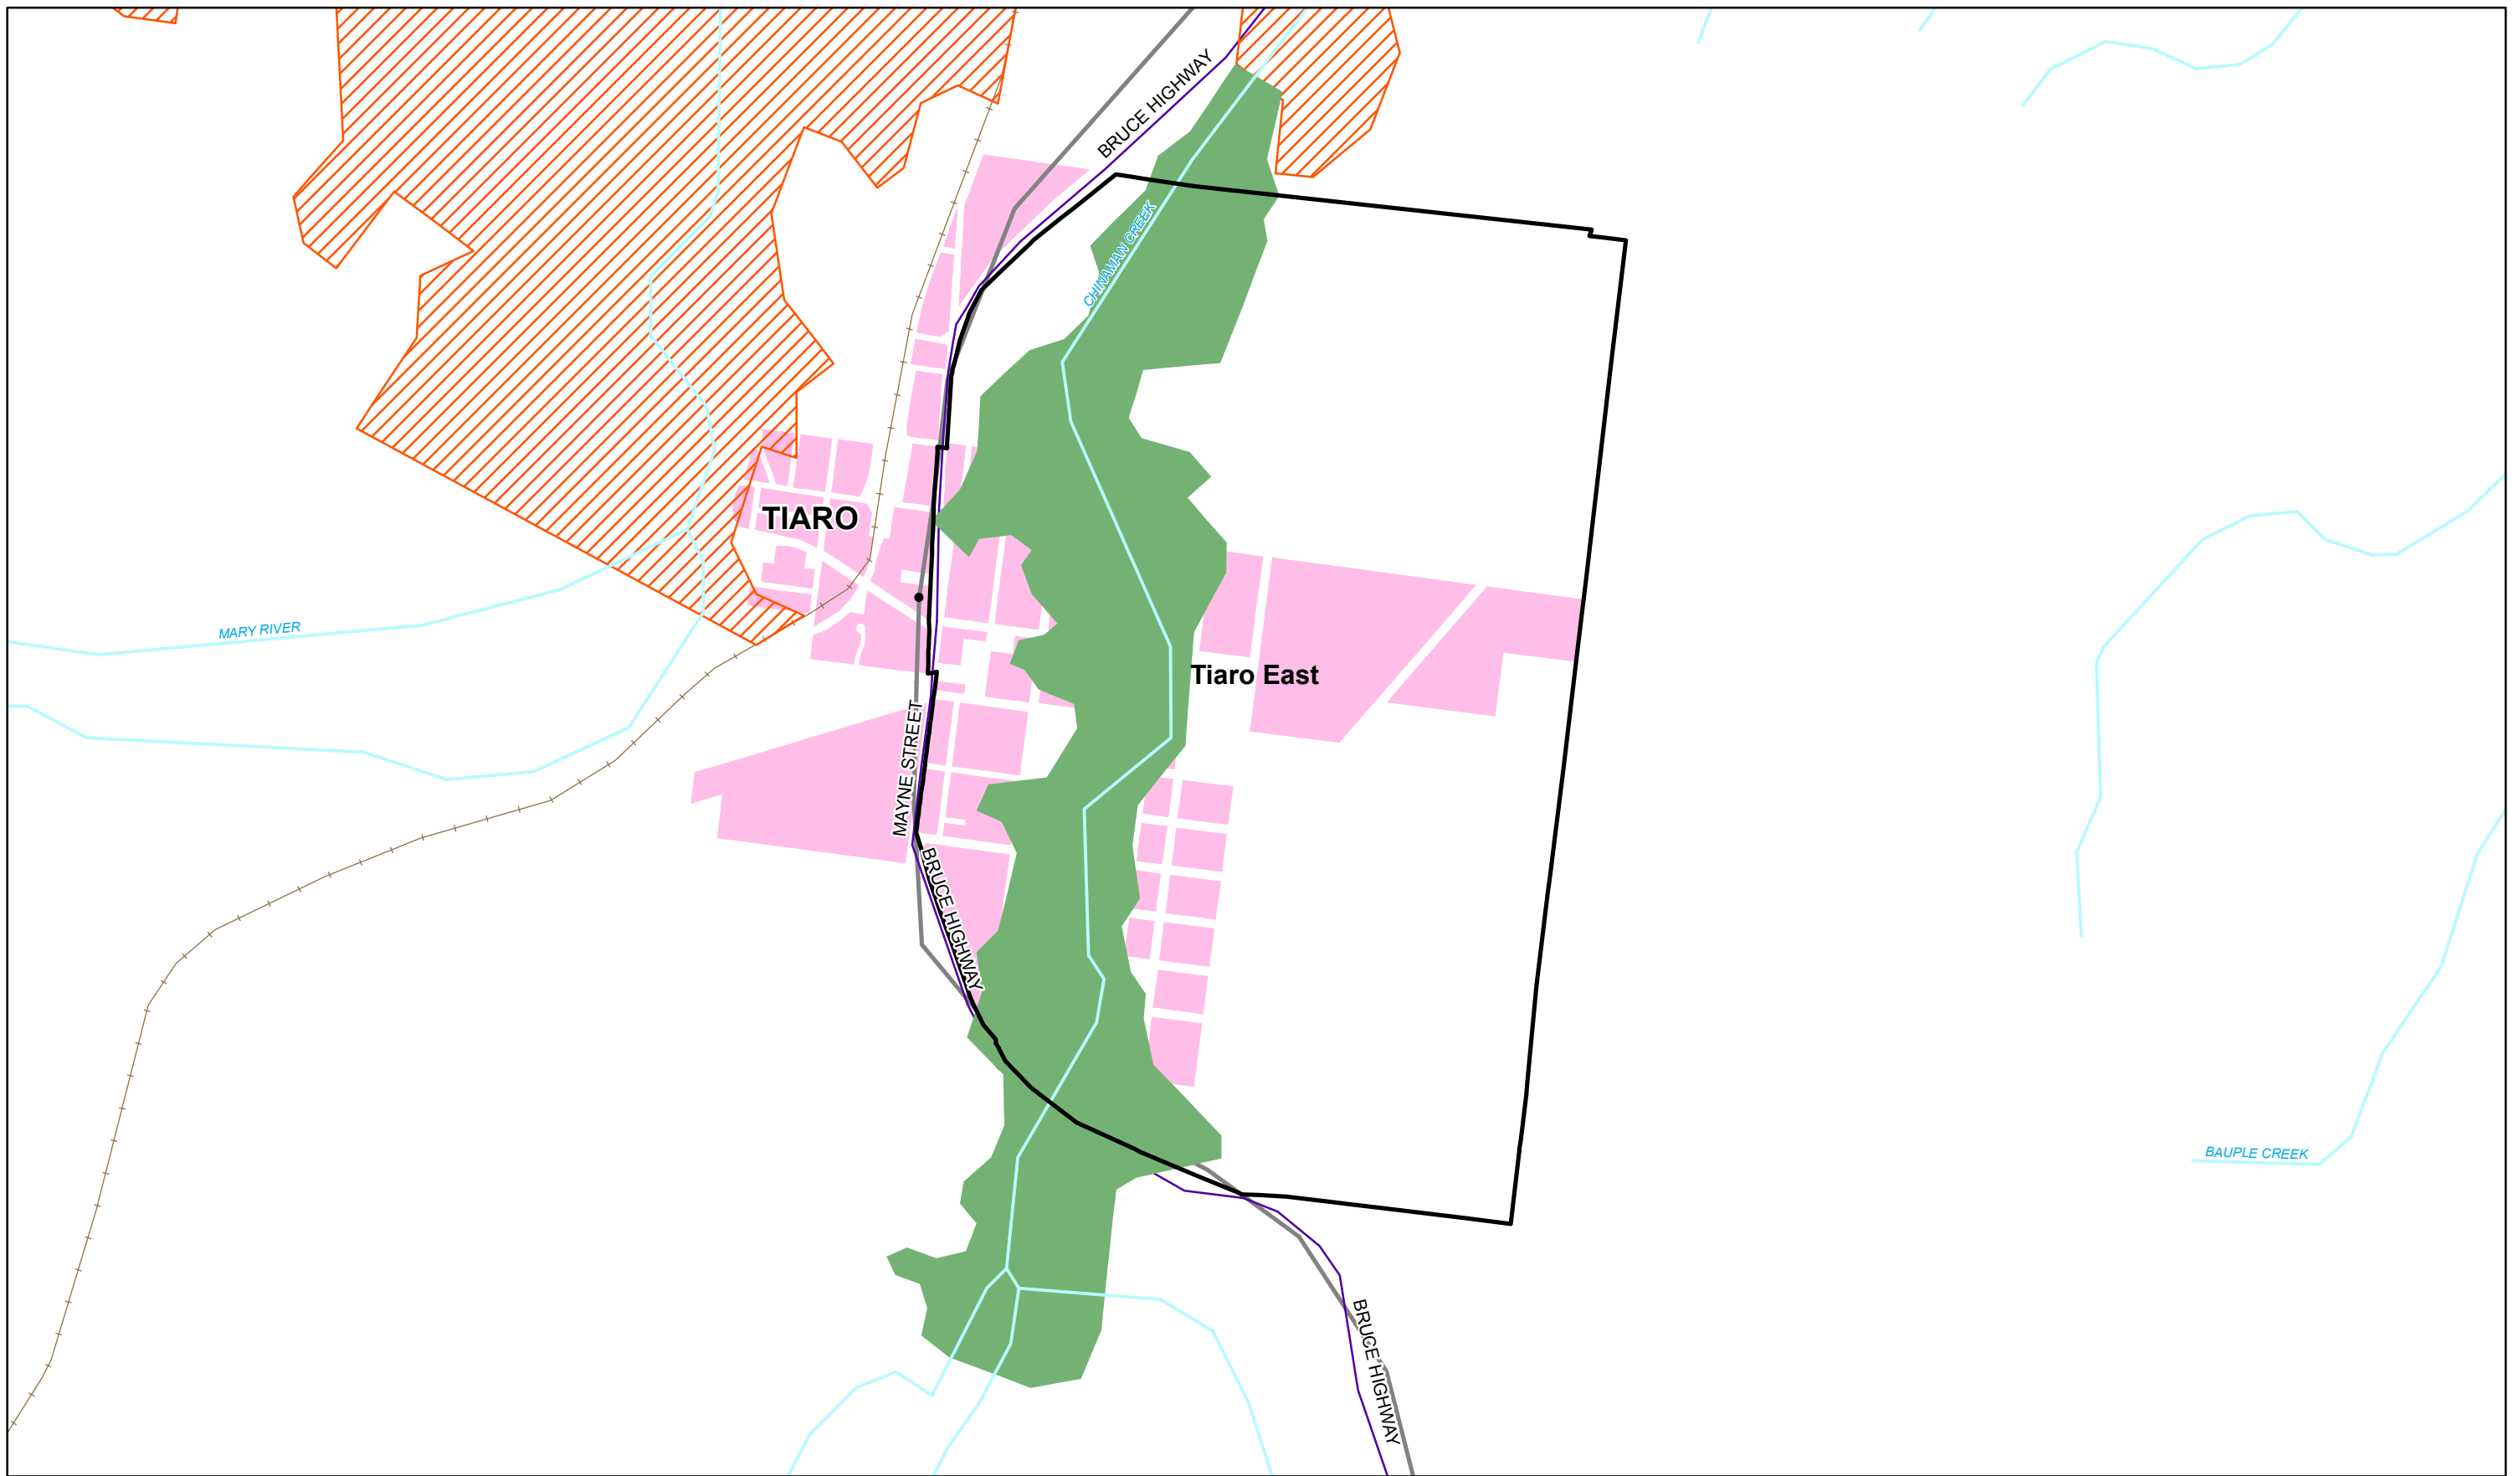 BRUCE HIGHWAY
CHINAMAN CREEK
TIARO
MARY RIVER
Tiaro East
MAYNE STREET
BRUCE HIGHWAY
BAUPLE CREEK
BRUCE HIGHWAY